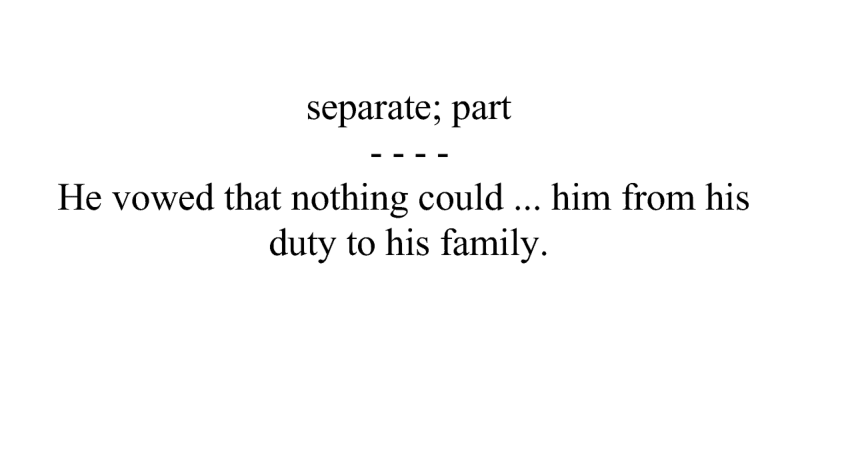 separate; part
- - - -
He vowed that nothing could ... him from his
duty to his family.